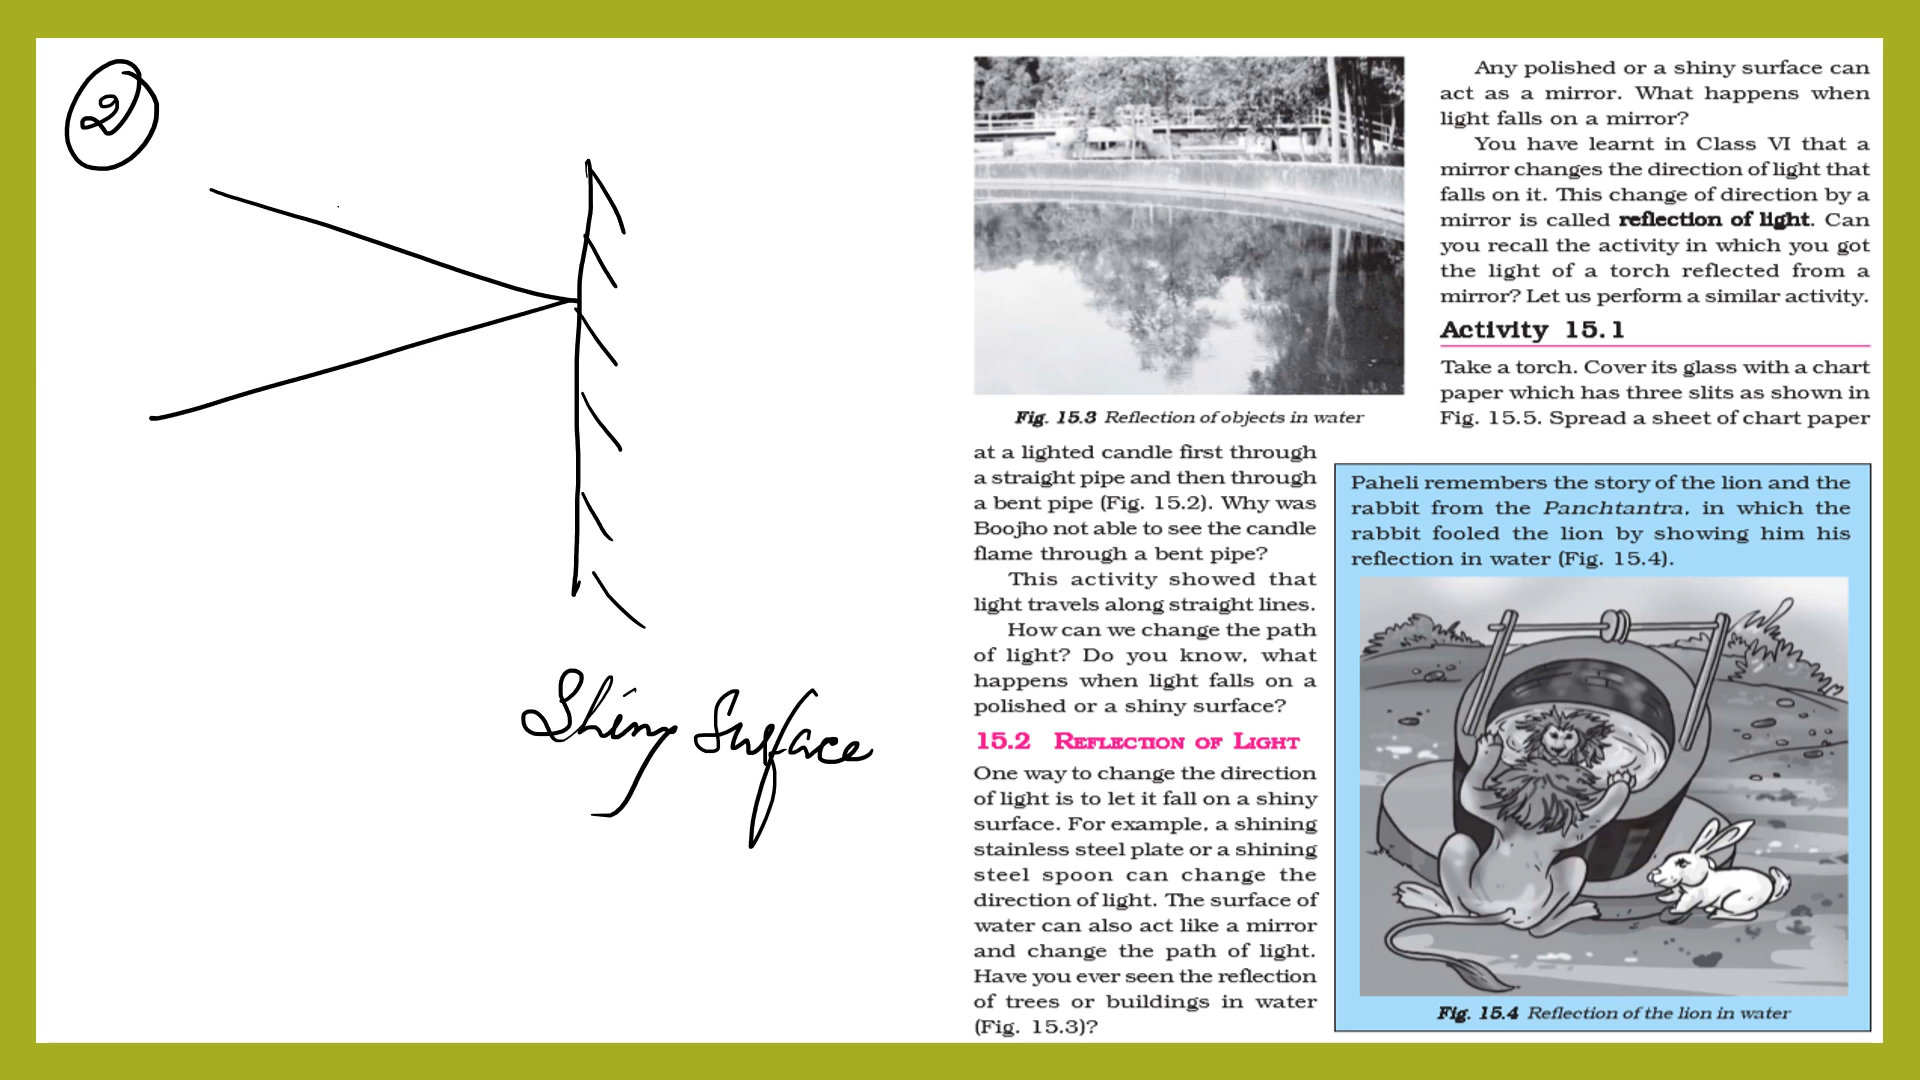 2
Shiny Surface
Fig. 15.3 Reflection of objects in water
at a lighted candle first through
a straight pipe and then through
a bent pipe (Fig. 15.2). Why was
Boojho not able to see the candle
flame through a bent pipe?
This activity showed that
light travels along straight lines.
How can we change the path
of light? Do you know, what
happens when light falls on a
polished or a shiny surface?
15.2 REFLECTION OF LIGHT
One way to change the direction
of light is to let it fall on a shiny
surface. For example, a shining
stainless steel plate or a shining
steel spoon can change the
direction of light. The surface of
water can also act like a mirror
and change the path of light.
Have you ever seen the reflection
of trees or buildings in water
(Fig. 15.3)?
Any polished or a shiny surface can
act as a mirror. What happens when
light falls on a mirror?
You have learnt in Class VI that a
mirror changes the direction of light that
falls on it. This change of direction by a
mirror is called reflection of light. Can
you recall the activity in which you got
the light of a torch reflected from a
mirror? Let us perform a similar activity.
Activity 15.1
Take a torch. Cover its glass with a chart
paper which has three slits as shown in
Fig. 15.5. Spread a sheet of chart paper
Paheli remembers the story of the lion and the
rabbit from the Panchtantra, in which the
rabbit fooled the lion by showing him his
reflection in water (Fig. 15.4).
Fig. 15.4 Reflection of the lion in water